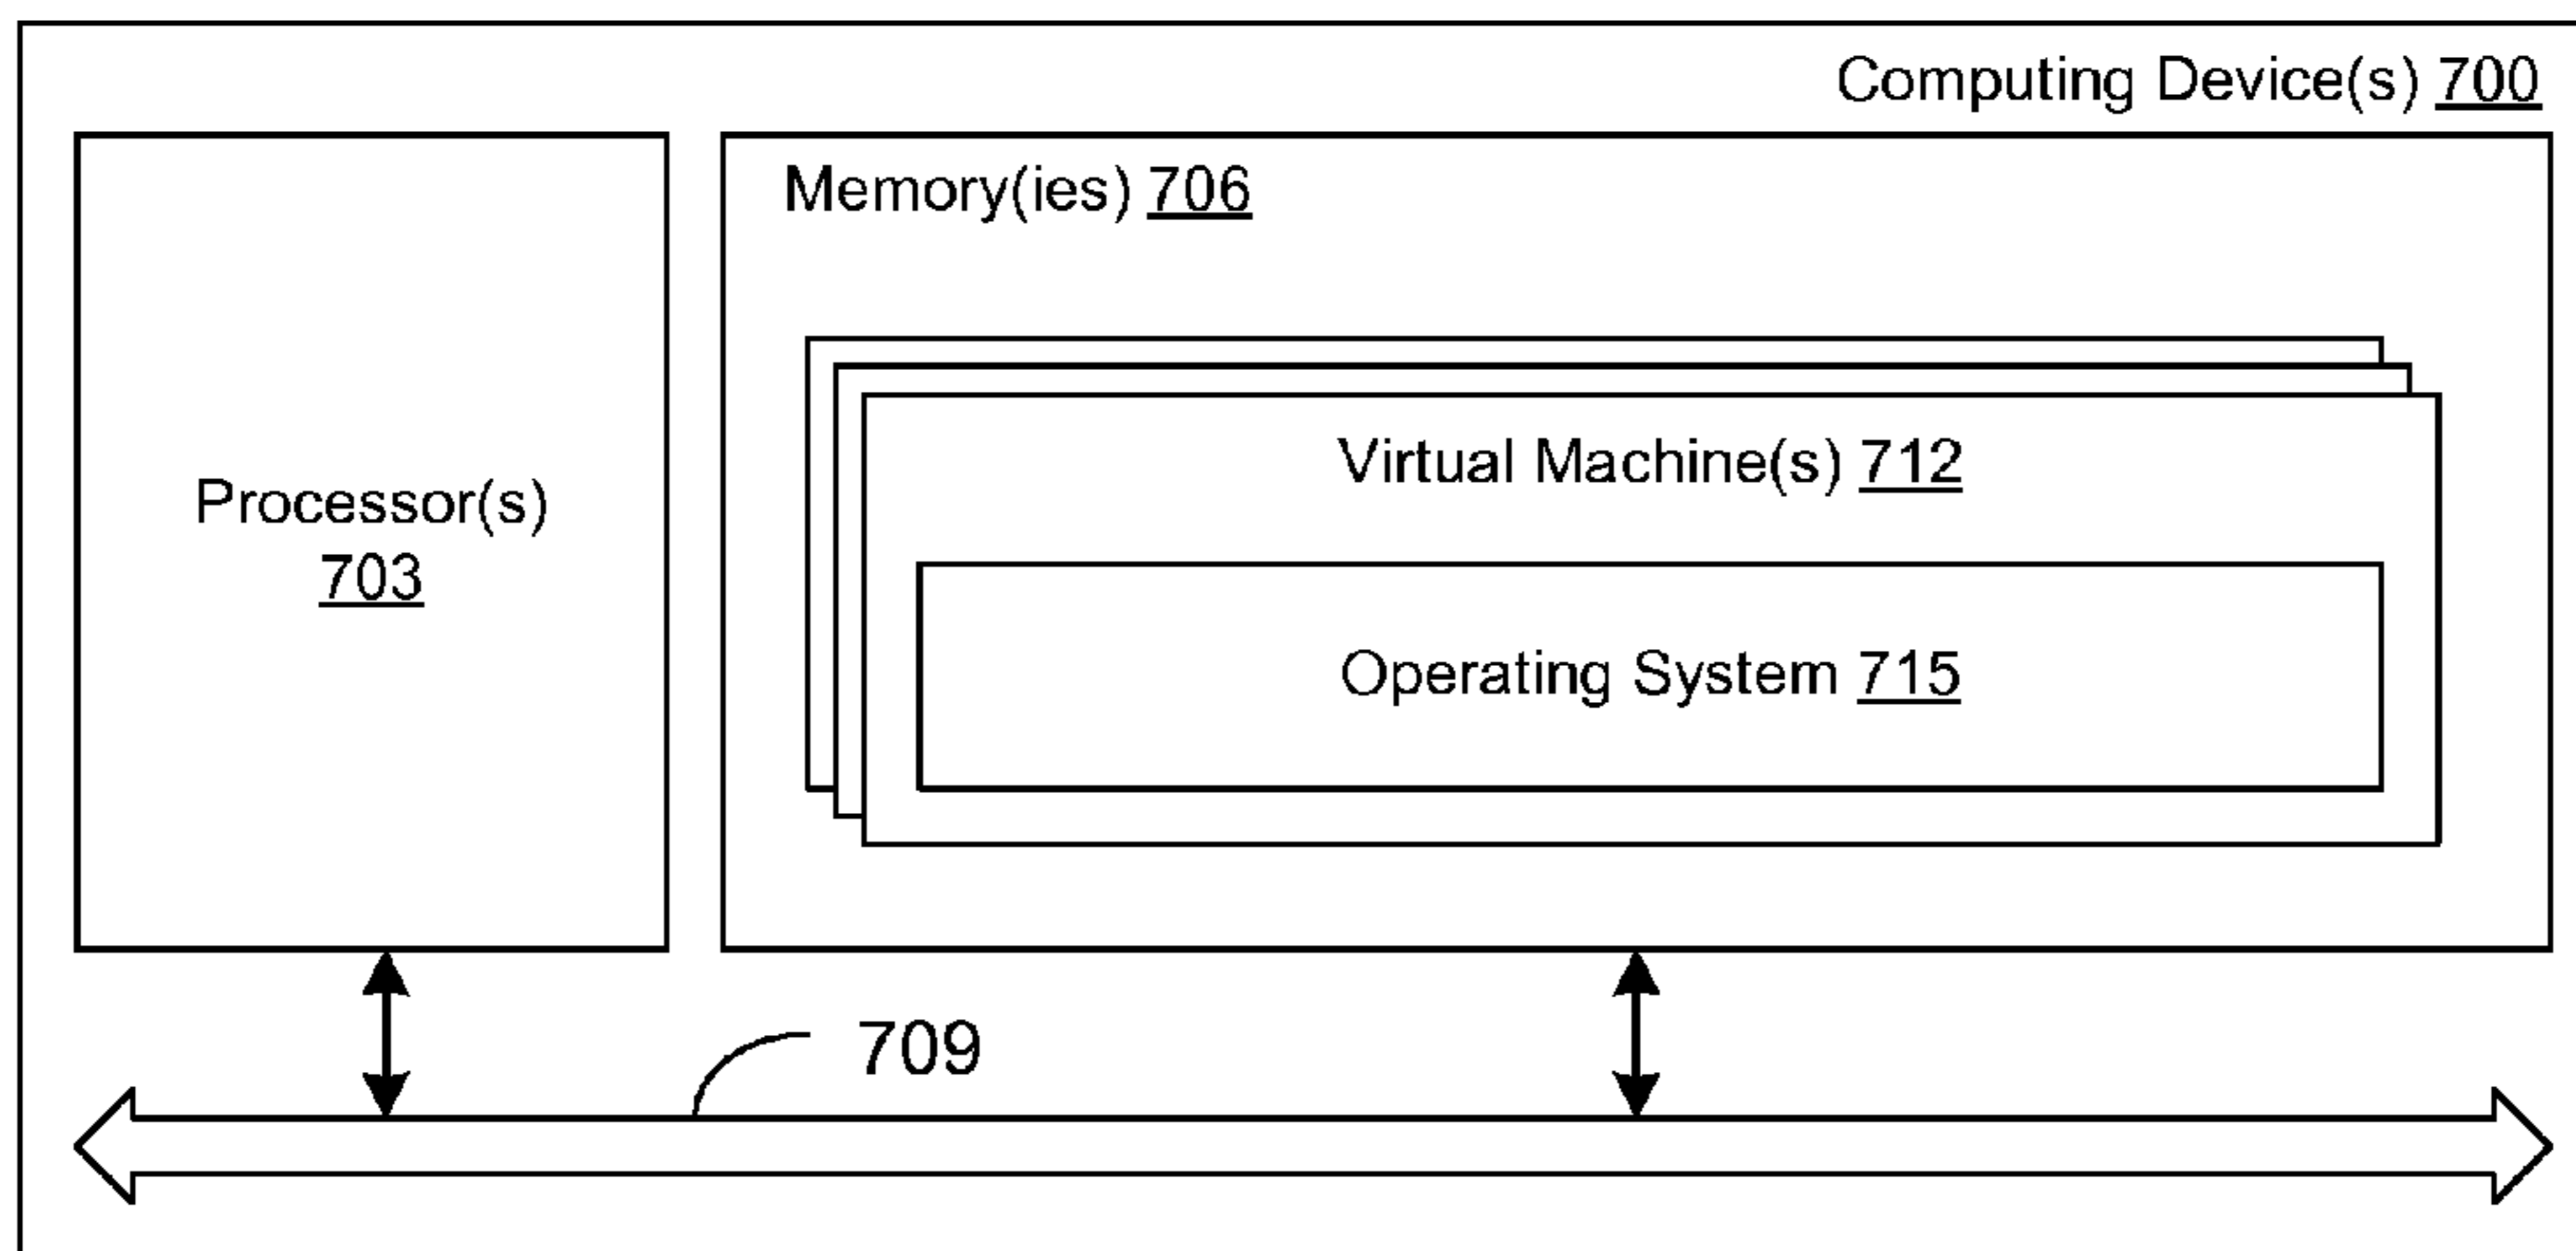 Computing Device(s) 700
Memory(ies) 706
Virtual Machine(s) 712
Processor(s)
703
Operating System 715
709